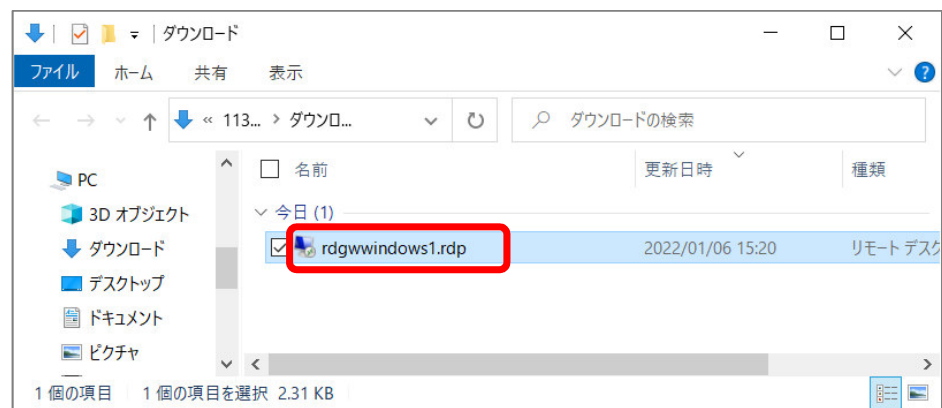 ダウンロード
ファイル ホーム 共有 表示
« 113... > ダウンロ... ダウンロードの検索
PC
3D オブジェクト
ダウンロード
デスクトップ
ドキュメント
ピクチャ
名前 更新日時 種類
今日 (1)
rdgwwindows1.rdp 2022/01/06 15:20 リモート デスク
1 個の項目 1 個の項目を選択 2.31 KB